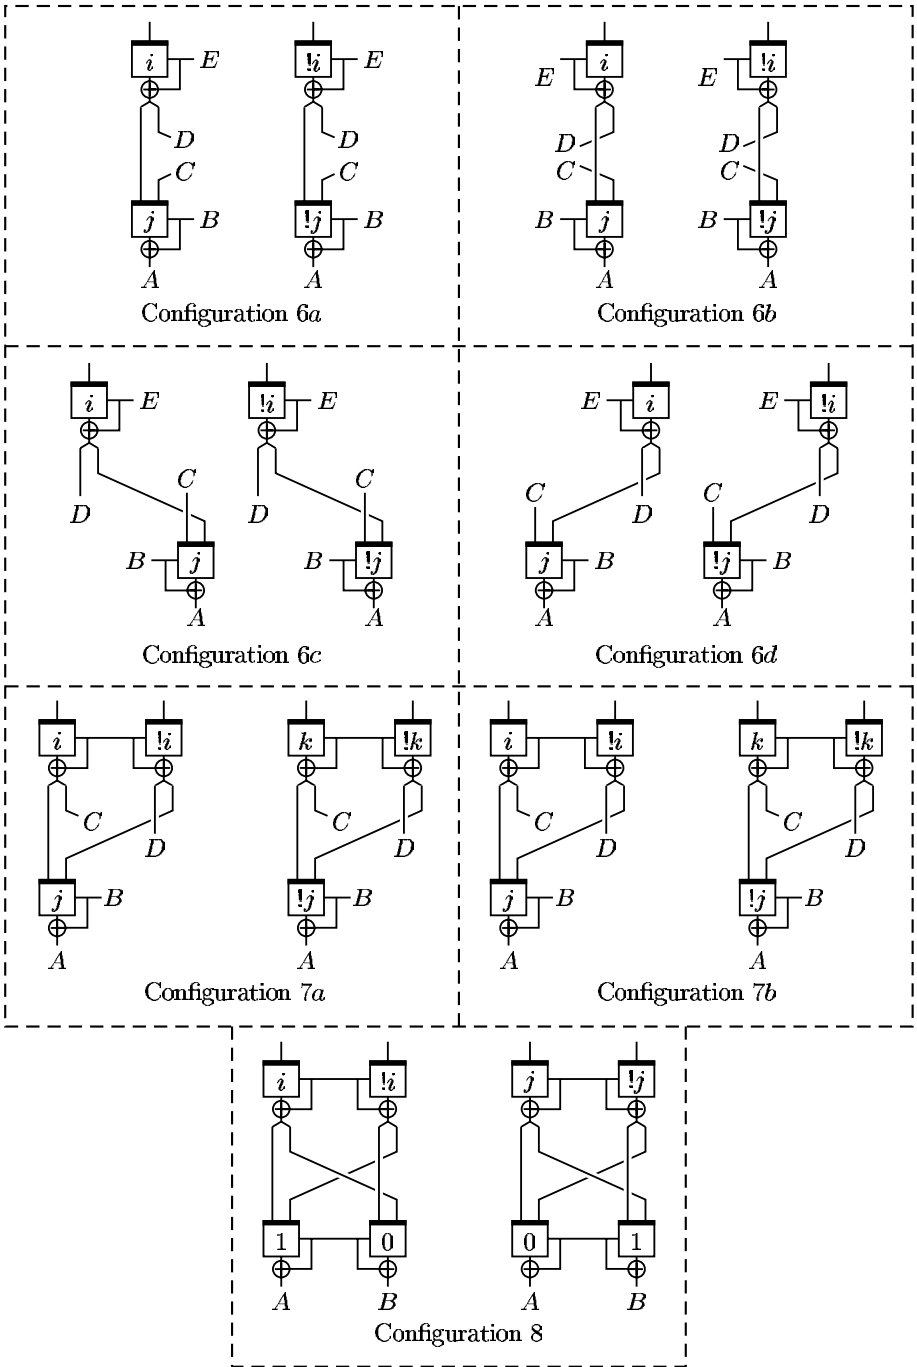 i E !i E E i E !i
D D D D
C C C C
j B !j B B j B !j
A A A A
Configuration 6a Configuration 6b
i E !i E E i E !i
C C C C
D D D D
B j B !j j B !j B
A A A A
Configuration 6c Configuration 6d
i !i k !k i !i k !k
C C C C
D D D D
j B !j B j B !j B
A A A A
Configuration 7a Configuration 7b
i !i j !j
1 0 0 1
A B A B
Configuration 8